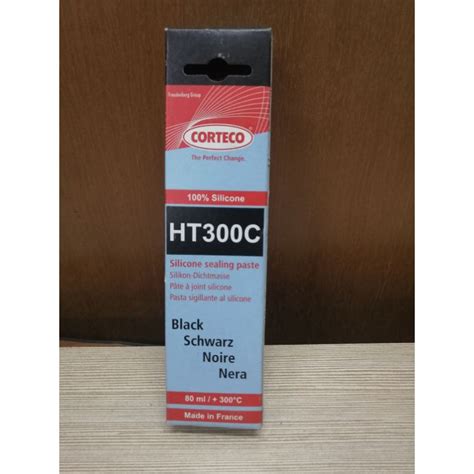 Freudenberg Group
CORTECO
The Perfect Change.
100% Silicone
HT300C
Silicone sealing paste
Silikon-Dichtmasse
Pâte à joint silicone
Pasta sigillante al silicone
Black
Schwarz
Noire
Nera
80 ml / + 300°C
Made in France